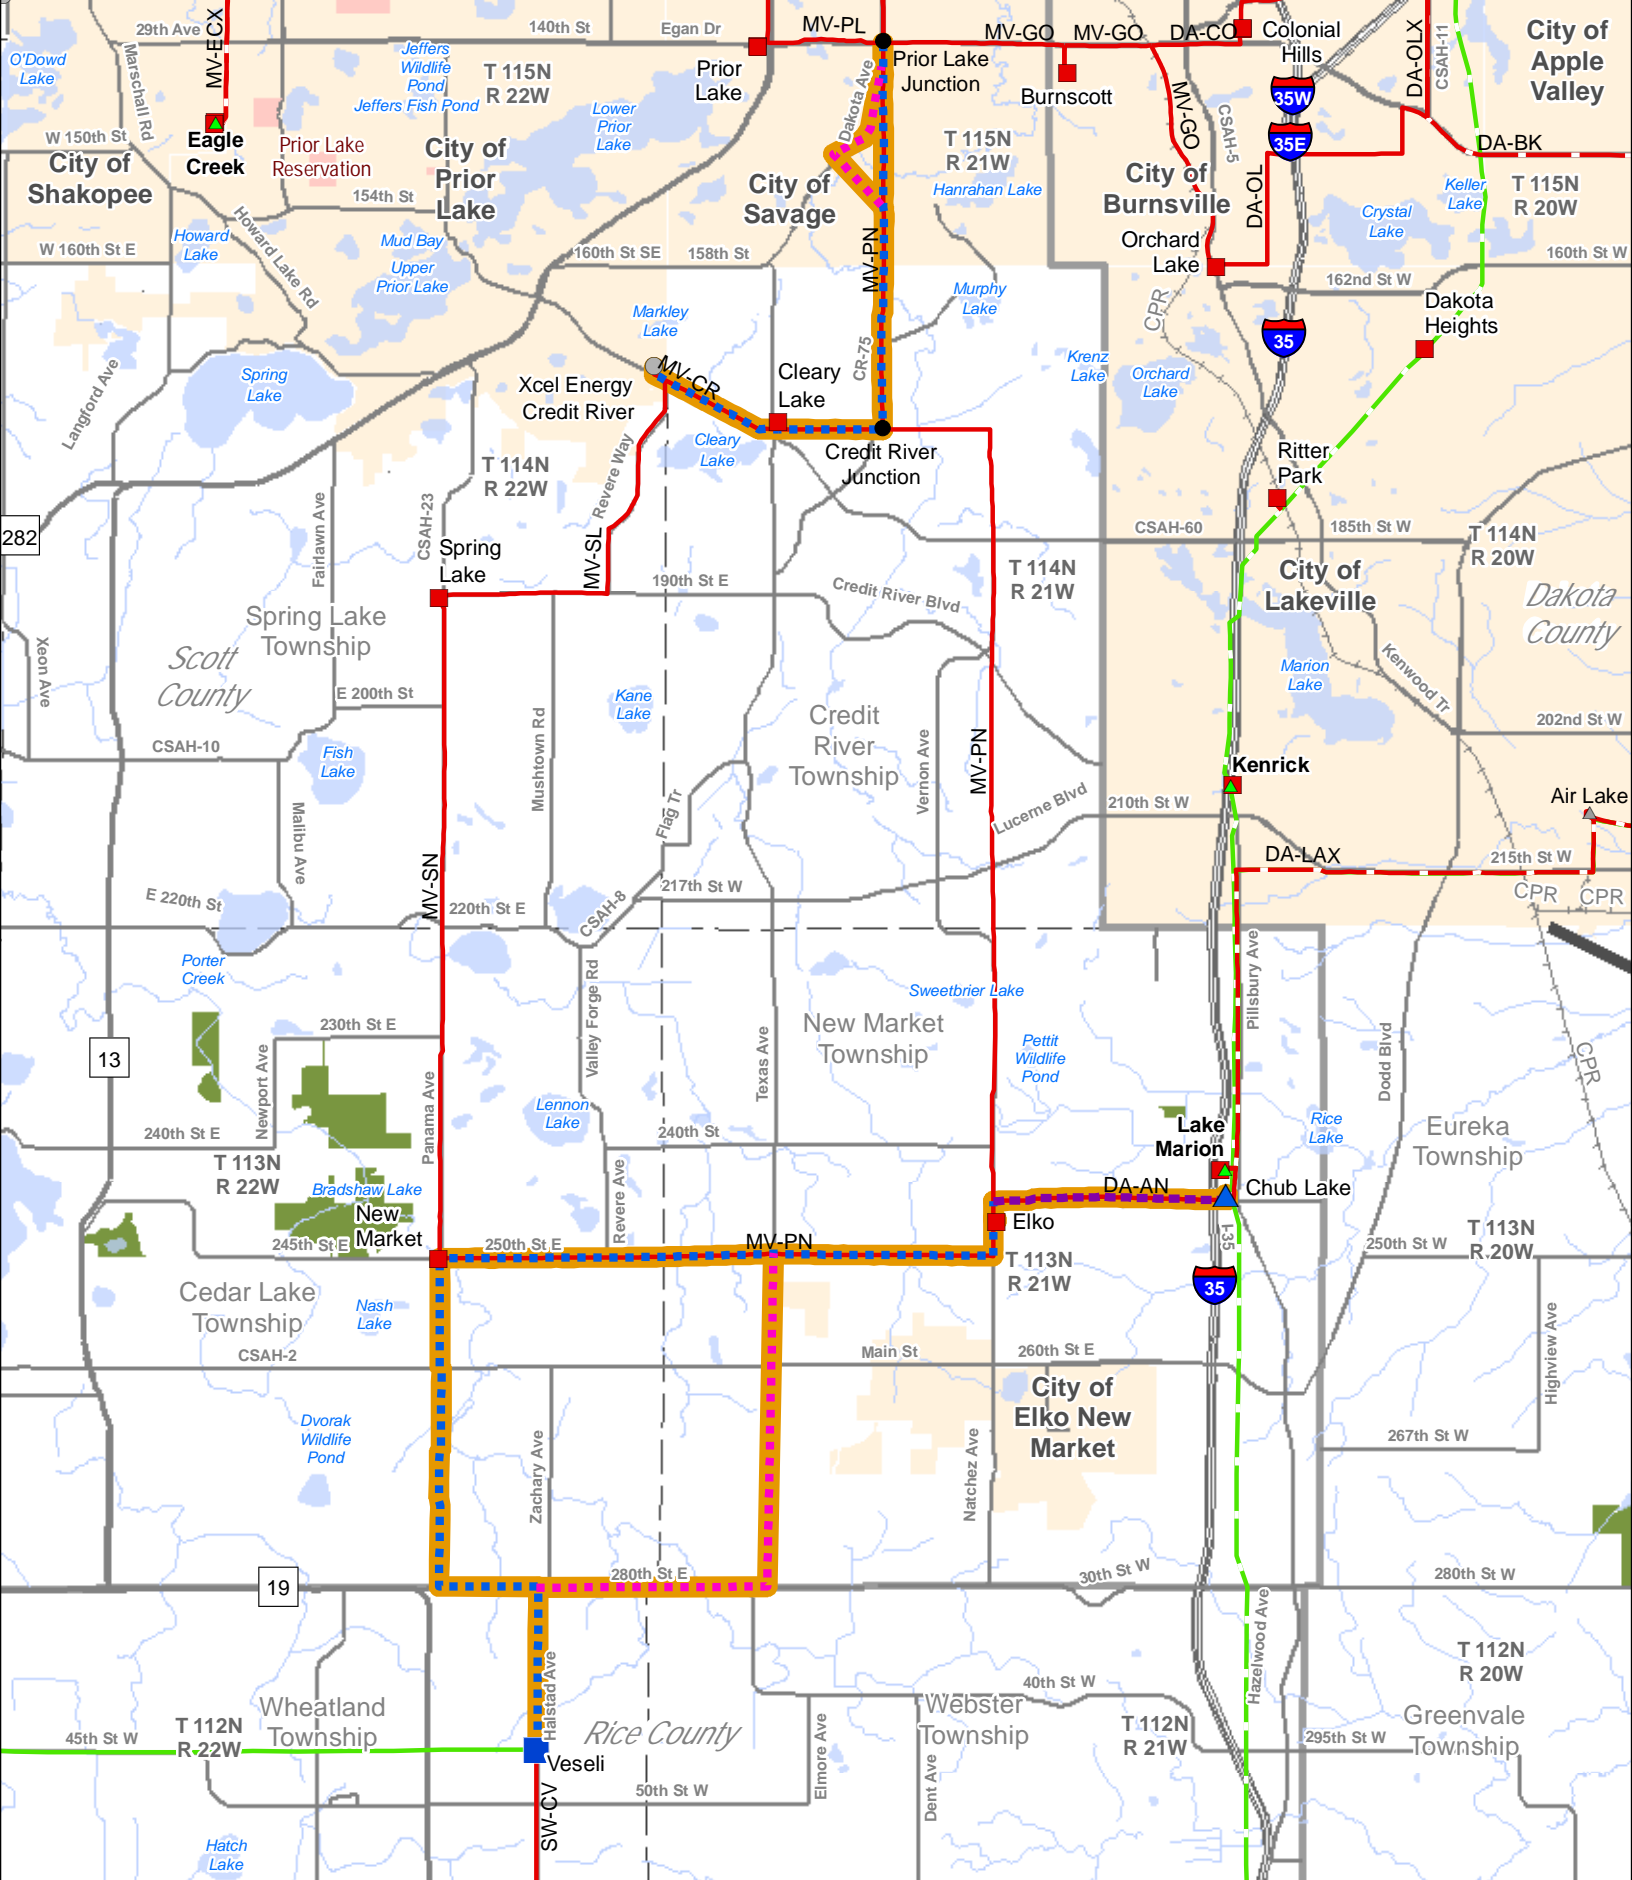 29th Ave
140th St
Egan Dr
MV-PL
MV-GO
MV-GO
DA-CO
Colonial
Hills
DA-OLX
CSAH-11
City of
Apple
Valley
O'Dowd
Lake
Marschall Rd
MV-ECX
Jeffers
Wildlife
Pond
Jeffers Fish Pond
T 115N
R 22W
Prior
Lake
Prior Lake
Junction
Dakota Ave
Burnscott
35W
35E
DA-BK
Lower
Prior
Lake
W 150th St
City of
Shakopee
Eagle
Creek
Prior Lake
Reservation
City of
Prior
Lake
154th St
T 115N
R 21W
Hanrahan Lake
City of
Savage
MV-GO
CSAH-5
City of
Burnsville
DA-OL
Keller
Lake
T 115N
R 20W
Crystal
Lake
W 160th St E
Howard
Lake
Howard Lake Rd
Mud Bay
Upper
Prior Lake
160th St SE
158th St
MV-PN
Orchard
Lake
160th St W
162nd St W
Murphy
Lake
Markley
Lake
CPR
35
Dakota
Heights
Langford Ave
Spring
Lake
MV-CR
Xcel Energy
Credit River
Cleary
Lake
CR-75
Krenz
Lake
Orchard
Lake
Cleary
Lake
Credit River
Junction
Revere Way
T 114N
R 22W
Ritter
Park
282
Fairlawn Ave
CSAH-23
CSAH-60
185th St W
T 114N
R 20W
Spring
Lake
MV-SL
190th St E
Credit River Blvd
T 114N
R 21W
City of
Lakeville
Dakota
County
Spring Lake
Township
Scott
County
Xeon Ave
E 200th St
Kane
Lake
Credit
River
Township
Marion
Lake
Kenwood Tr
202nd St W
CSAH-10
Fish
Lake
Mushtown Rd
Vernon Ave
MV-PN
Kenrick
Malibu Ave
Flag Tr
Lucerne Blvd
210th St W
Air Lake
DA-LAX
215th St W
CPR
CPR
MV-SN
E 220th St
220th St E
CSAH-8
217th St W
Porter
Creek
Valley Forge Rd
Sweetbrier Lake
Pillsbury Ave
230th St E
New Market
Township
Texas Ave
Pettit
Wildlife
Pond
Dodd Blvd
CPR
13
Newport Ave
Panama Ave
Lennon
Lake
240th St E
240th St
Lake
Marion
Rice
Lake
Eureka
Township
T 113N
R 22W
Bradshaw Lake
New
Market
Revere Ave
DA-AN
Chub Lake
Elko
245th St E
250th St E
MV-PN
I-35
T 113N
R 20W
250th St W
T 113N
R 21W
35
Cedar Lake
Township
Nash
Lake
CSAH-2
Main St
260th St E
Highview Ave
City of
Elko New
Market
Dvorak
Wildlife
Pond
Zachary Ave
Natchez Ave
267th St W
19
280th St E
30th St W
280th St W
Hazelwood Ave
T 112N
R 20W
Halstad Ave
40th St W
Wheatland
Township
Rice County
Webster
Township
T 112N
R 21W
Greenvale
Township
45th St W
T 112N
R 22W
295th St W
Veseli
Elmore Ave
Dent Ave
50th St W
SW-CV
Hatch
Lake